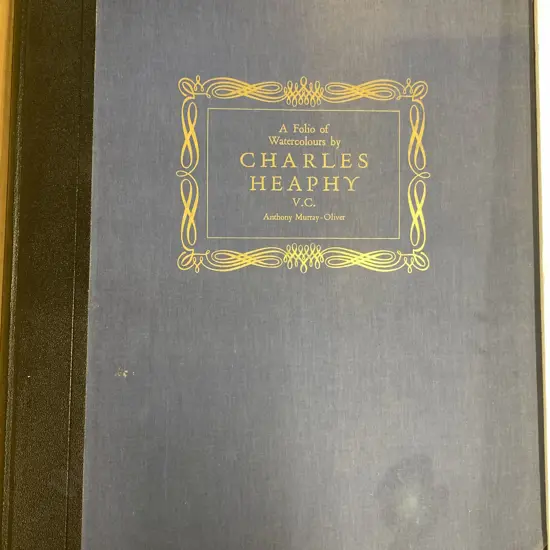 A Folio of
Watercolours by
CHARLES
HEAPHY
V.C.
Anthony Murray-Oliver